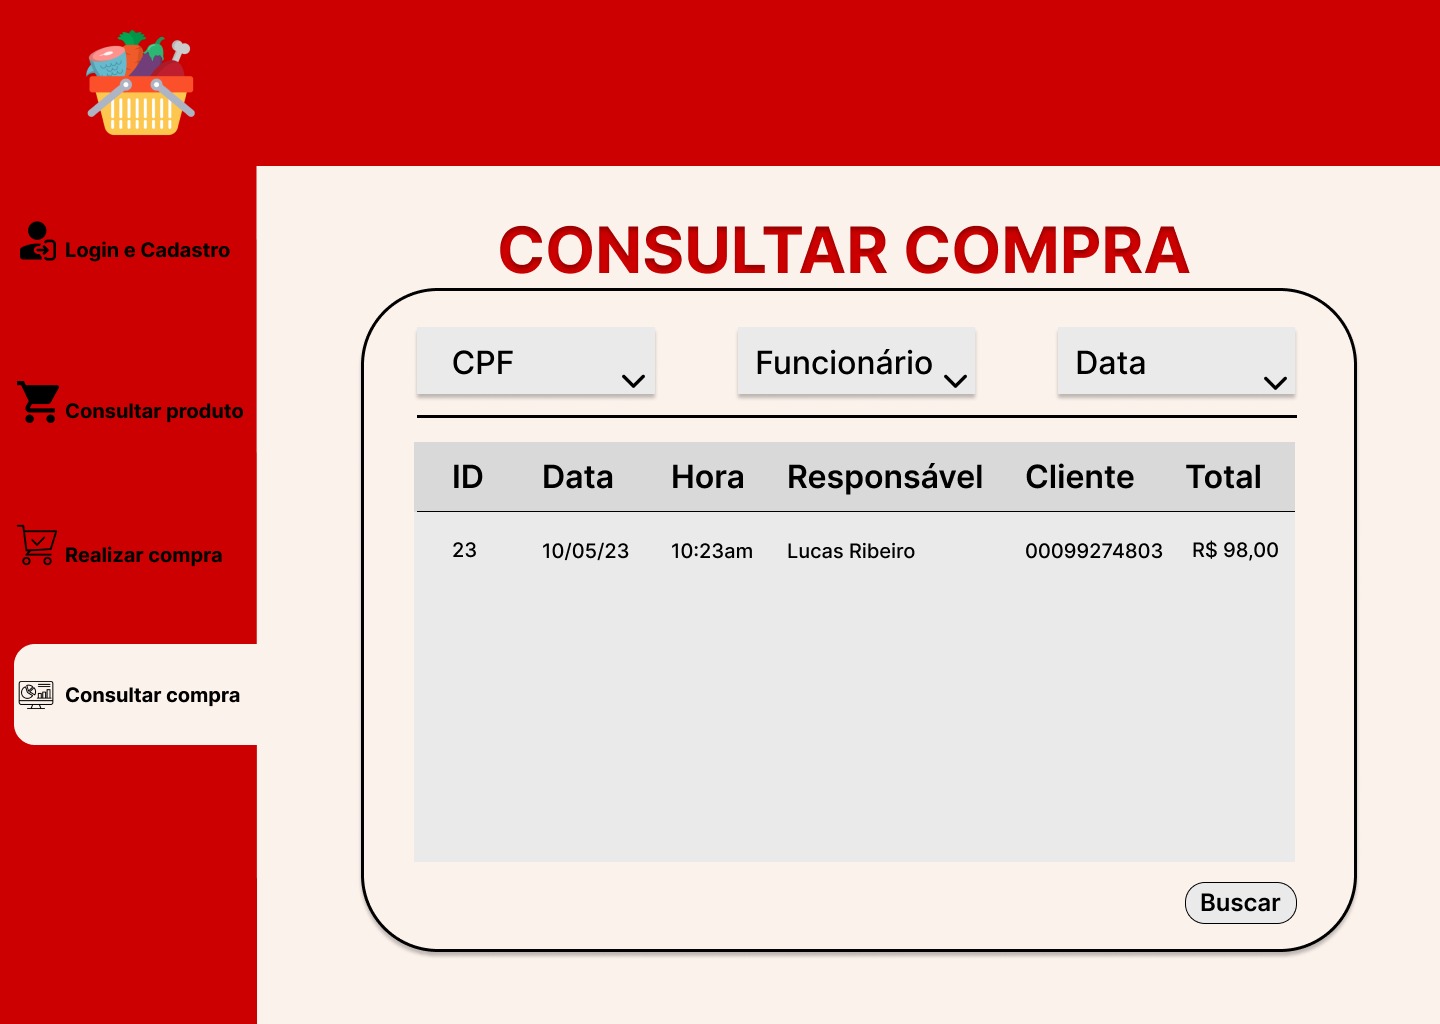 Login e Cadastro
Consultar produto
Realizar compra
Consultar compra
CONSULTAR COMPRA
CPF Funcionário Data
ID Data Hora Responsável Cliente Total
23 10/05/23 10:23am Lucas Ribeiro 00099274803 R$ 98,00
Buscar